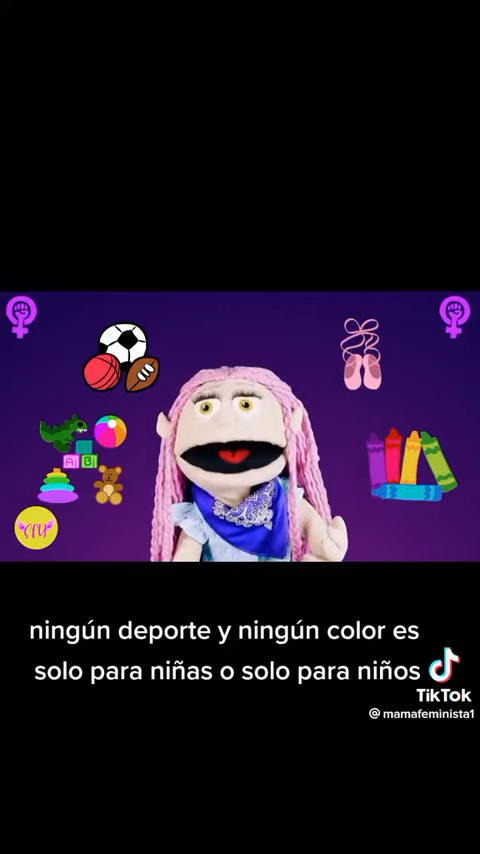 A B
ningún deporte y ningún color es
solo para niñas o solo para niños
TikTok
@mamafeminista1